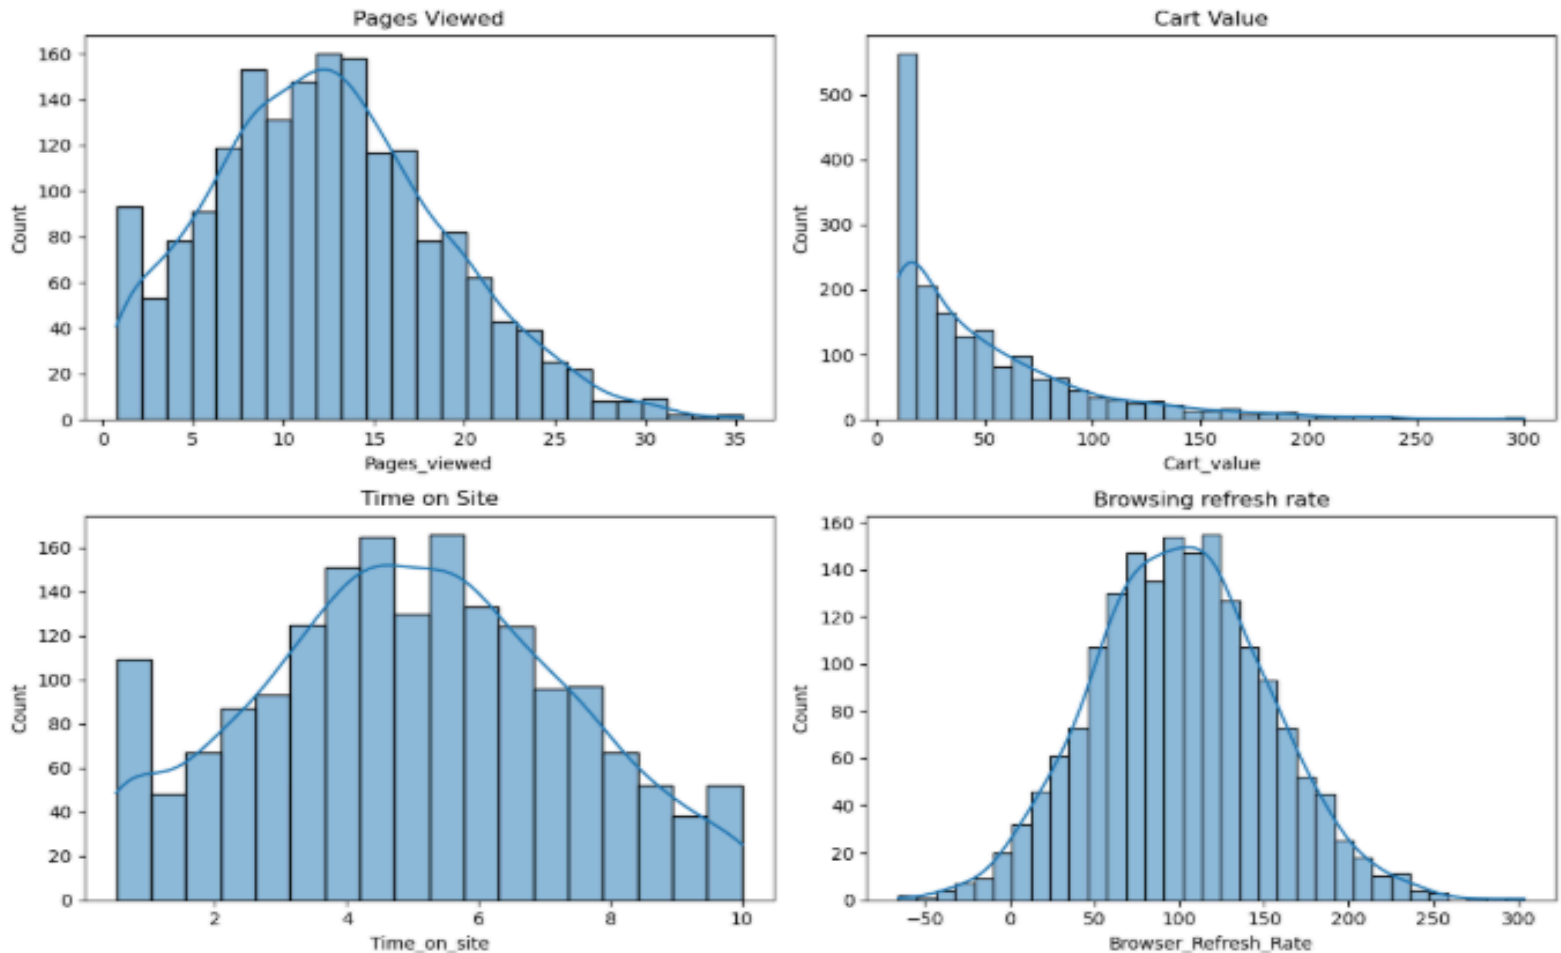 Pages Viewed
160
140
120
100
80
60
40
20
0
Count
0 5 10 15 20 25 30 35
Pages_viewed
Cart Value
500
400
300
200
100
0
Count
0 50 100 150 200 250 300
Cart_value
Time on Site
160
140
120
100
80
60
40
20
0
Count
2 4 6 8 10
Time_on_site
Browsing refresh rate
160
140
120
100
80
60
40
20
0
Count
−50 0 50 100 150 200 250 300
Browser_Refresh_Rate